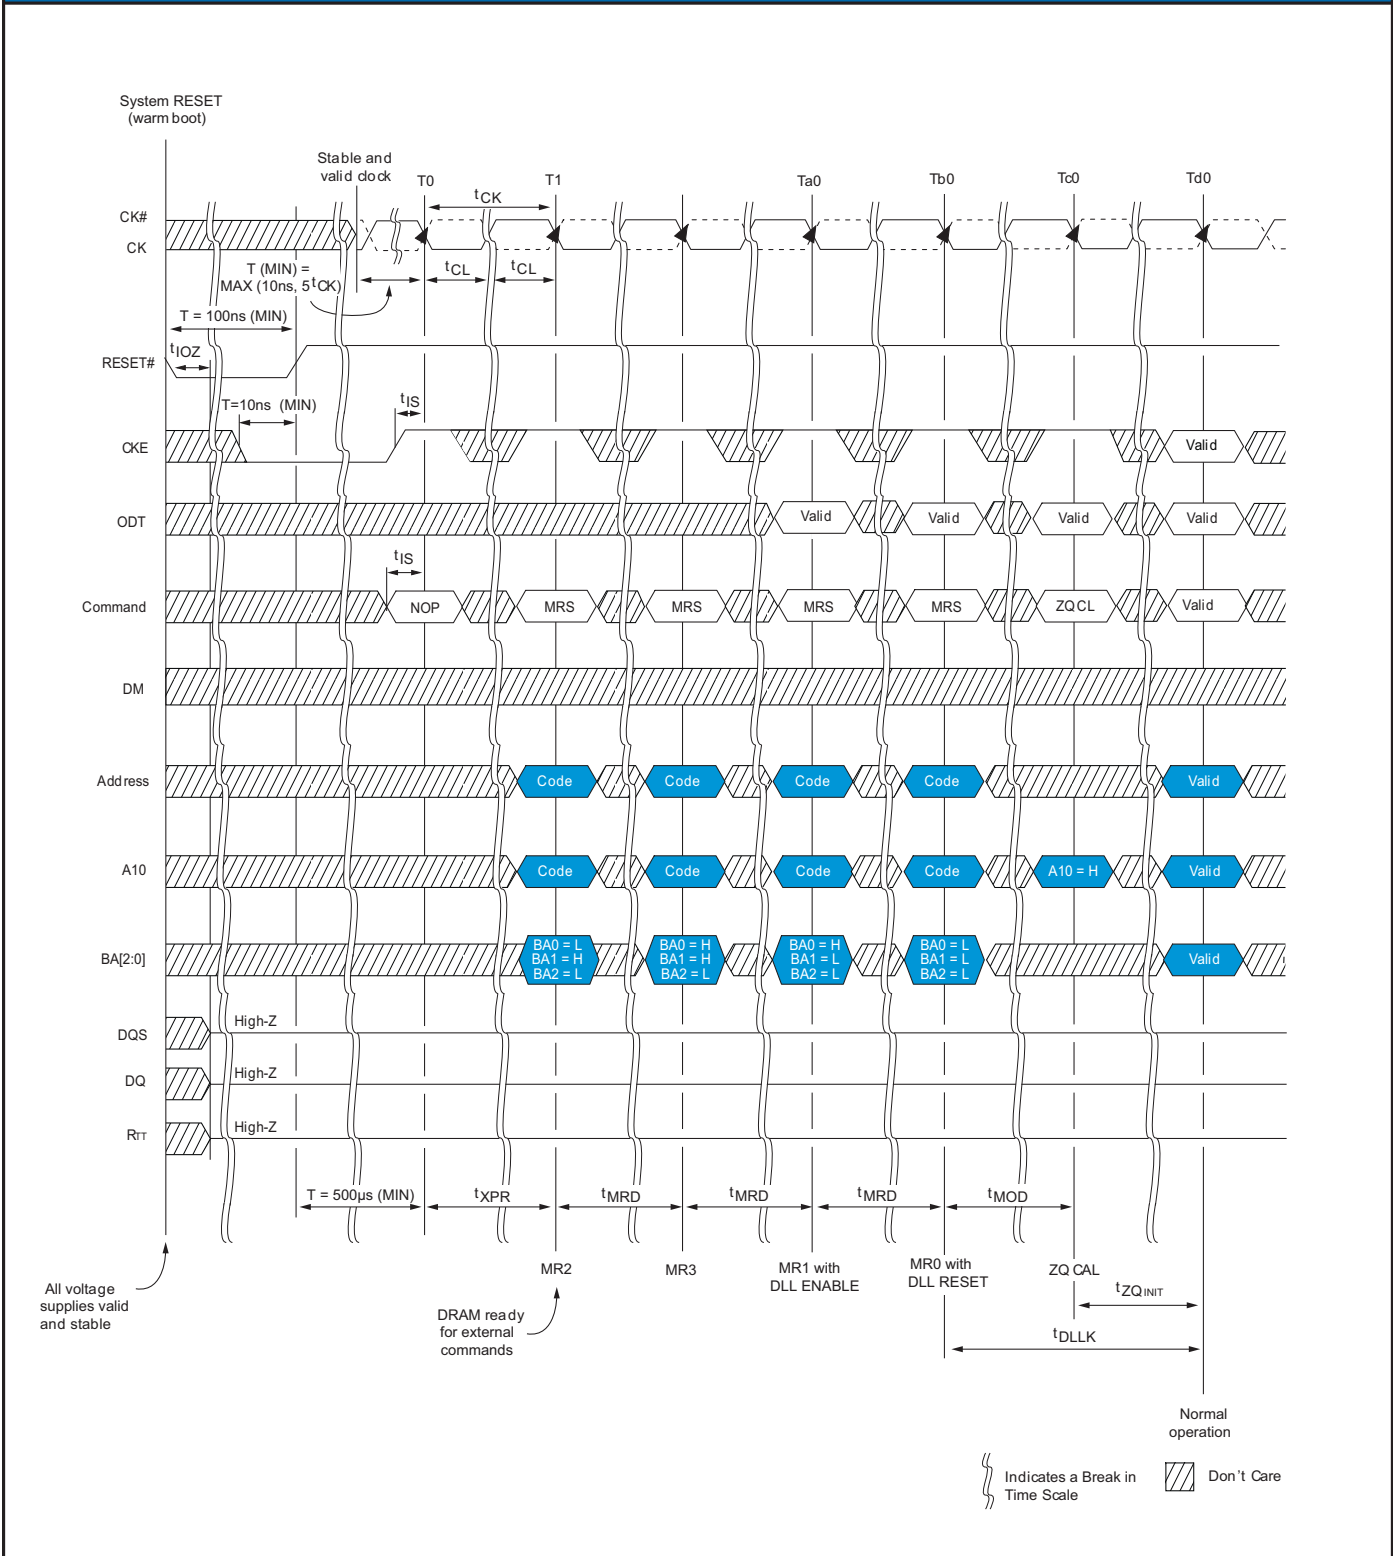 System RESET
(warm boot)
Stable and
valid clock
T0
T1
Ta0
Tb0
Tc0
Td0
tCK
CK#
CK
T (MIN) =
MAX (10ns, 5tCK)
tCL
tCL
T = 100ns (MIN)
tIOZ
RESET#
T=10ns (MIN)
tIS
CKE
Valid
ODT
Valid
Valid
Valid
Valid
tIS
Command
NOP
MRS
MRS
MRS
MRS
ZQCL
Valid
DM
Address
Code
Code
Code
Code
Valid
A10
Code
Code
Code
Code
A10 = H
Valid
BA[2:0]
BA0 = L
BA1 = H
BA2 = L
BA0 = H
BA1 = H
BA2 = L
BA0 = H
BA1 = L
BA2 = L
BA0 = L
BA1 = L
BA2 = L
Valid
DQS
High-Z
DQ
High-Z
RTT
High-Z
T = 500µs (MIN)
tXPR
tMRD
tMRD
tMRD
tMOD
MR2
MR3
MR1 with
DLL ENABLE
MR0 with
DLL RESET
ZQ CAL
tZQINIT
All voltage
supplies valid
and stable
DRAM ready
for external
commands
tDLLK
Normal
operation
Indicates a Break in
Time Scale
Don't Care